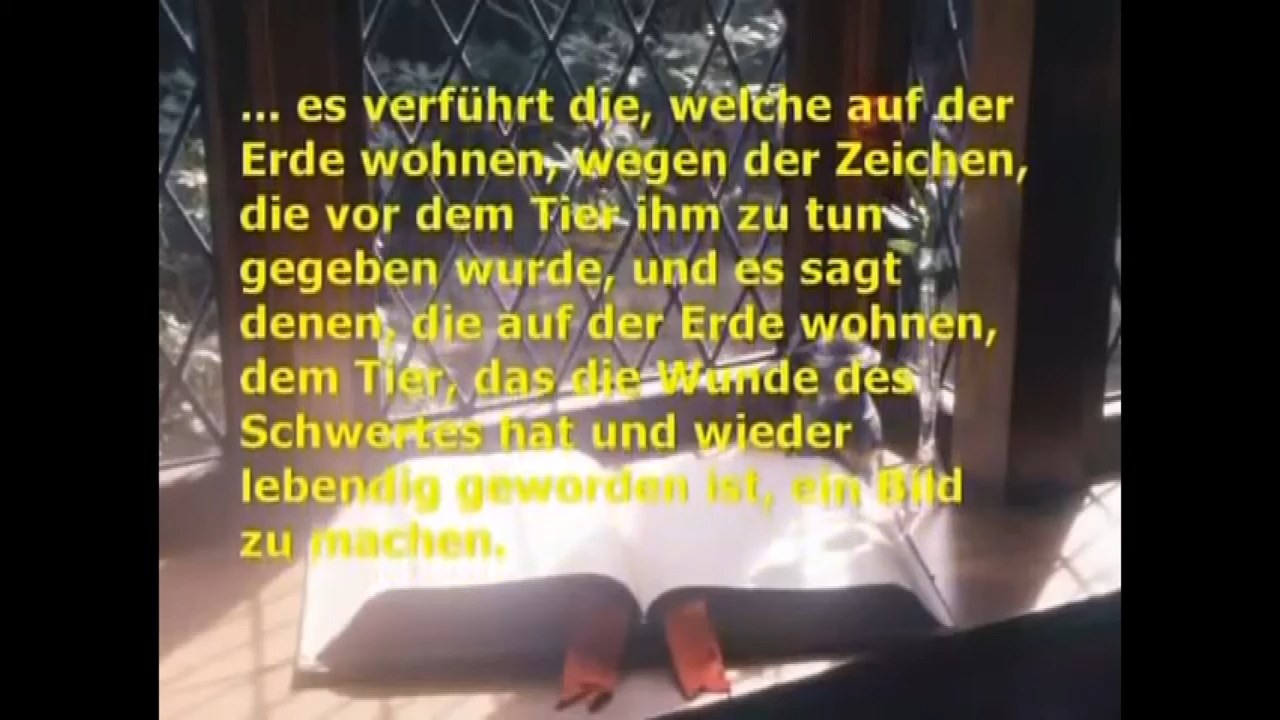 ... es verführt die, welche auf der
Erde wohnen, wegen der Zeichen,
die vor dem Tier ihm zu tun
gegeben wurde, und es sagt
denen, die auf der Erde wohnen,
dem Tier, das die Wunde des
Schwertes hat und wieder
lebendig geworden ist, ein Bild
zu machen.